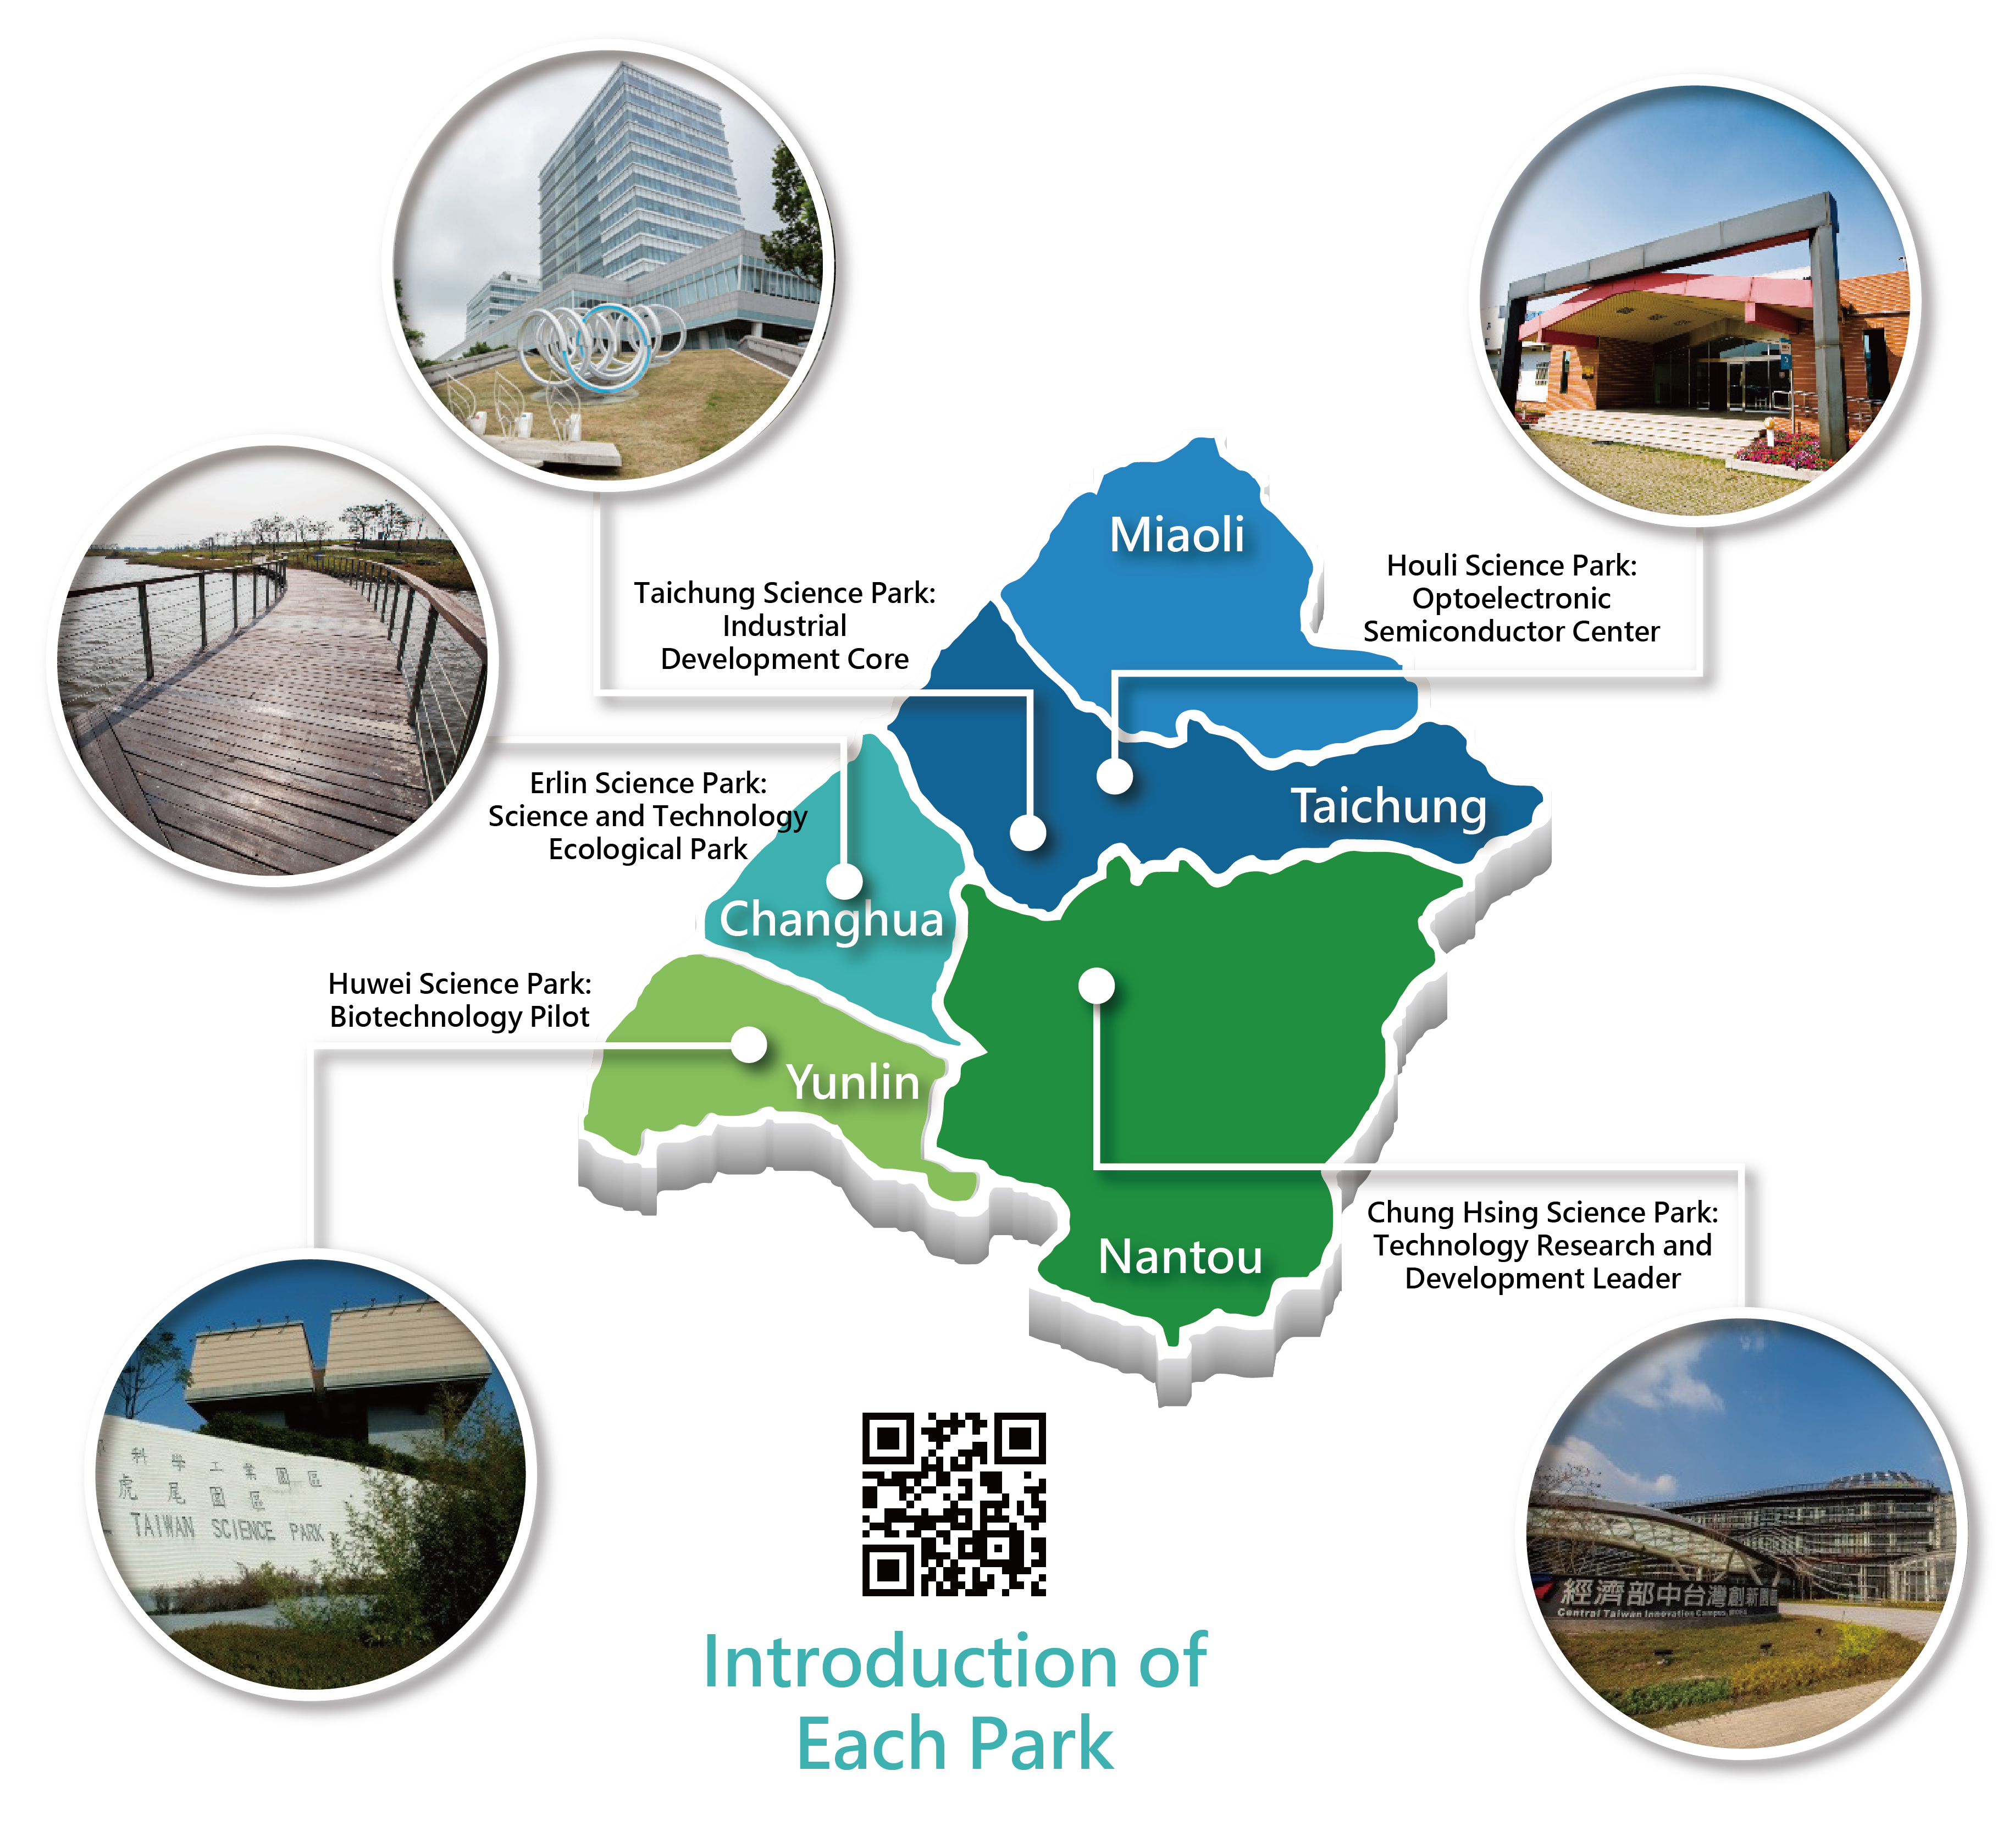 Miaoli
Houli Science Park:
Optoelectronic
Semiconductor Center
Taichung Science Park:
Industrial
Development Core
Erlin Science Park:
Science and Technology
Ecological Park
Taichung
Changhua
Huwei Science Park:
Biotechnology Pilot
Yunlin
Chung Hsing Science Park:
Technology Research and
Development Leader
Nantou
科學工業園區
虎尾園區
TAIWAN SCIENCE PARK
經濟部中台灣創新園區
Central Taiwan Innovation Campus,
Introduction of
Each Park